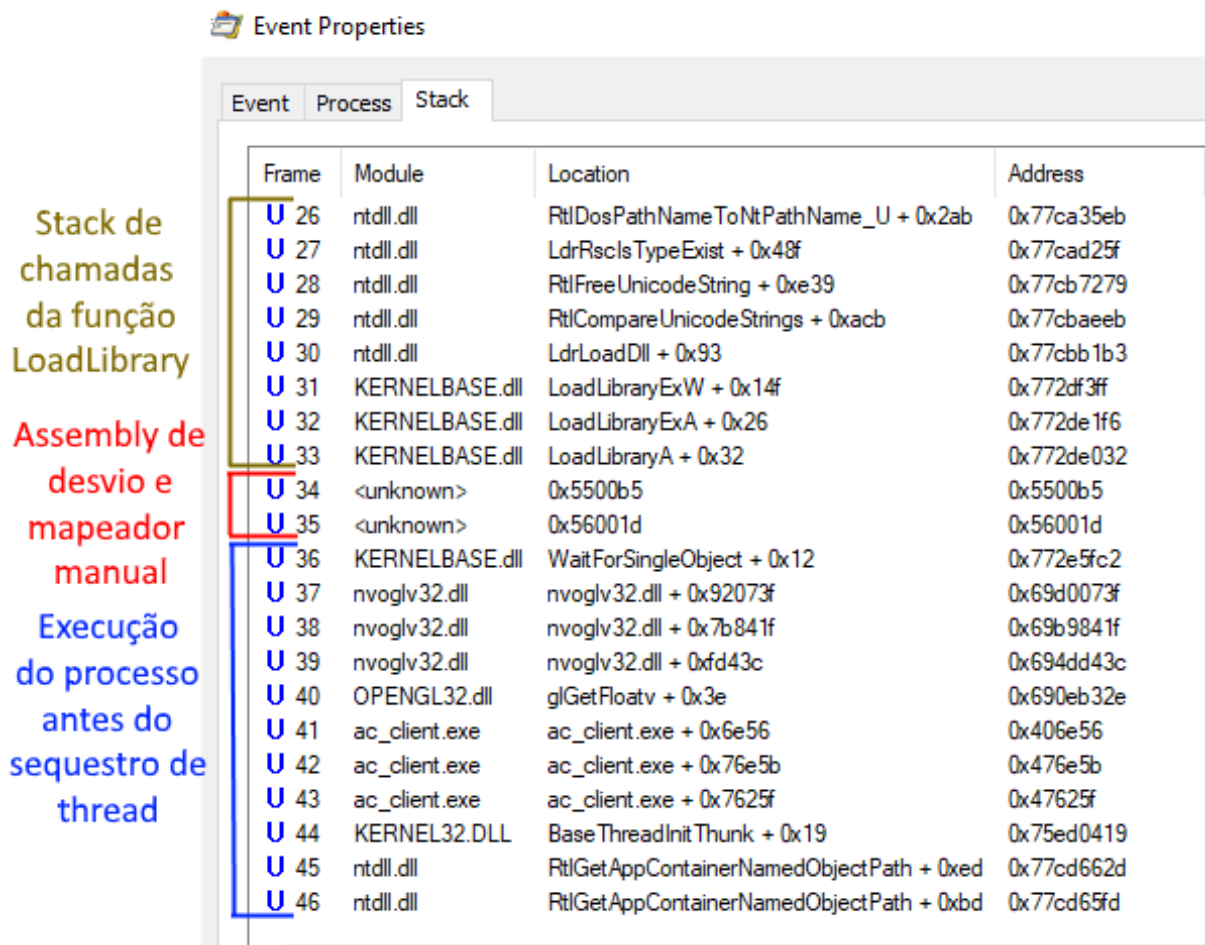 Event Properties
Event Process Stack
Frame Module Location Address
U 26 ntdll.dll RtlDosPathNameToNtPathName_U + 0x2ab 0x77ca35eb
U 27 ntdll.dll LdrRscIsTypeExist + 0x48f 0x77cad25f
U 28 ntdll.dll RtlFreeUnicodeString + 0xe39 0x77cb7279
U 29 ntdll.dll RtlCompareUnicodeStrings + 0xacb 0x77cbaeeb
U 30 ntdll.dll LdrLoadDll + 0x93 0x77cbb1b3
U 31 KERNELBASE.dll LoadLibraryExW + 0x14f 0x772df3ff
U 32 KERNELBASE.dll LoadLibraryExA + 0x26 0x772de1f6
U 33 KERNELBASE.dll LoadLibraryA + 0x32 0x772de032
U 34 <unknown> 0x5500b5 0x5500b5
U 35 <unknown> 0x56001d 0x56001d
U 36 KERNELBASE.dll WaitForSingleObject + 0x12 0x772e5fc2
U 37 nvoglv32.dll nvoglv32.dll + 0x92073f 0x69d0073f
U 38 nvoglv32.dll nvoglv32.dll + 0x7b841f 0x69b9841f
U 39 nvoglv32.dll nvoglv32.dll + 0xfd43c 0x694dd43c
U 40 OPENGL32.dll glGetFloatv + 0x3e 0x690eb32e
U 41 ac_client.exe ac_client.exe + 0x6e56 0x406e56
U 42 ac_client.exe ac_client.exe + 0x76e5b 0x476e5b
U 43 ac_client.exe ac_client.exe + 0x7625f 0x47625f
U 44 KERNEL32.DLL BaseThreadInitThunk + 0x19 0x75ed0419
U 45 ntdll.dll RtlGetAppContainerNamedObjectPath + 0xed 0x77cd662d
U 46 ntdll.dll RtlGetAppContainerNamedObjectPath + 0xbd 0x77cd65fd
Stack de
chamadas
da função
LoadLibrary
Assembly de
desvio e
mapeador
manual
Execução
do processo
antes do
sequestro de
thread